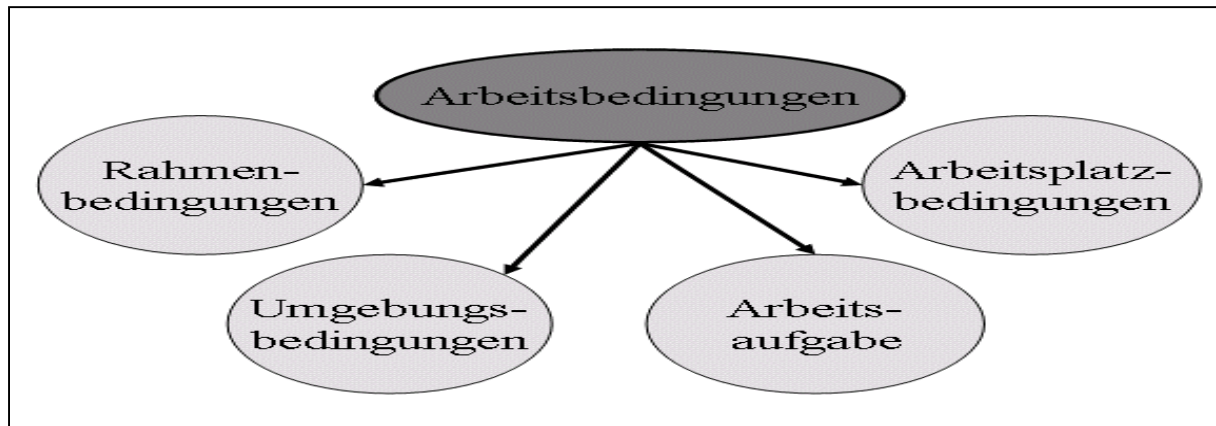 Arbeitsbedingungen
Rahmen-
bedingungen
Arbeitsplatz-
bedingungen
Umgebungs-
bedingungen
Arbeits-
aufgabe